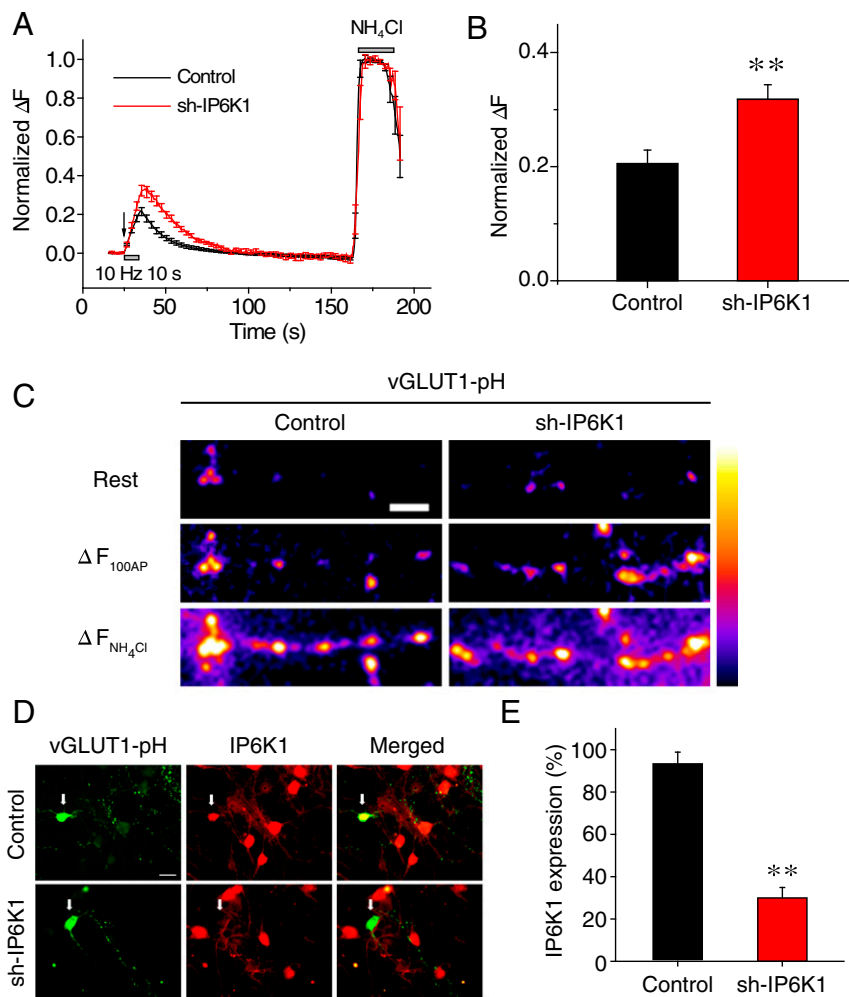 A
NH4Cl
Control
sh-IP6K1
Normalized ΔF
1.0
0.8
0.6
0.4
0.2
0.0
10 Hz 10 s
0 50 100 150 200
Time (s)
B
**
Normalized ΔF
0.4
0.2
0.0
Control sh-IP6K1
C
vGLUT1-pH
Control sh-IP6K1
Rest
ΔF100AP
ΔFNH4Cl
D
vGLUT1-pH IP6K1 Merged
Control
sh-IP6K1
E
IP6K1 expression (%)
100
80
60
40
20
0
**
Control sh-IP6K1